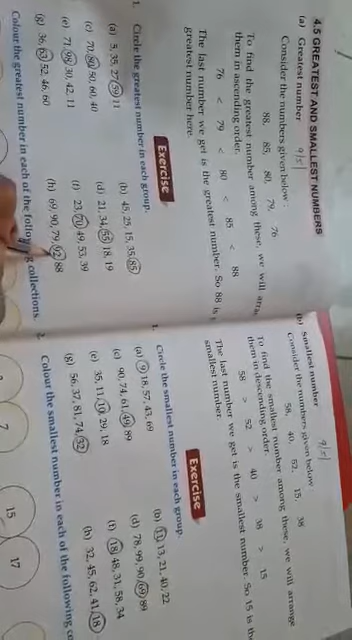 4.5 GREATEST AND SMALLEST NUMBERS
(a) Greatest number
Consider the numbers given below :
88, 85, 80, 79, 76
To find the greatest number among these, we will
them in ascending order.
76 < 79 < 80 < 85 < 88
The last number we get is the greatest number. So 88 is
greatest number here.
Exercise
1. Circle the greatest number in each group.
(a) 5, 35, 27, 59, 11
(b) 45, 25, 15, 35, 85
(c) 70, 80, 50, 60, 40
(d) 21, 34, 55, 18, 19
(e) 71, 98, 30, 42, 11
(f) 23, 70, 49, 53, 39
(g) 36, 63, 52, 46, 60
(h) 69, 90, 79, 92, 88
Colour the greatest number in each of the following collections.
(b) Smallest number
Consider the numbers given below
58, 40, 52, 15, 38
To find the smallest number among these, we will arrange
them in descending order.
58 > 52 > 40 > 38 > 15
The last number we get is the smallest number. So 15 is the
smallest number.
Exercise
1. Circle the smallest number in each group.
(a) 9, 18, 57, 43, 69
(b) 11, 13, 21, 40, 22
(c) 90, 74, 61, 49, 89
(d) 78, 99, 90, 69, 89
(e) 35, 11, 10, 29, 18
(f) 18, 48, 31, 58, 34
(g) 56, 37, 81, 74, 32
(h) 32, 45, 62, 41, 18
2. Colour the smallest number in each of the following
7
15
17